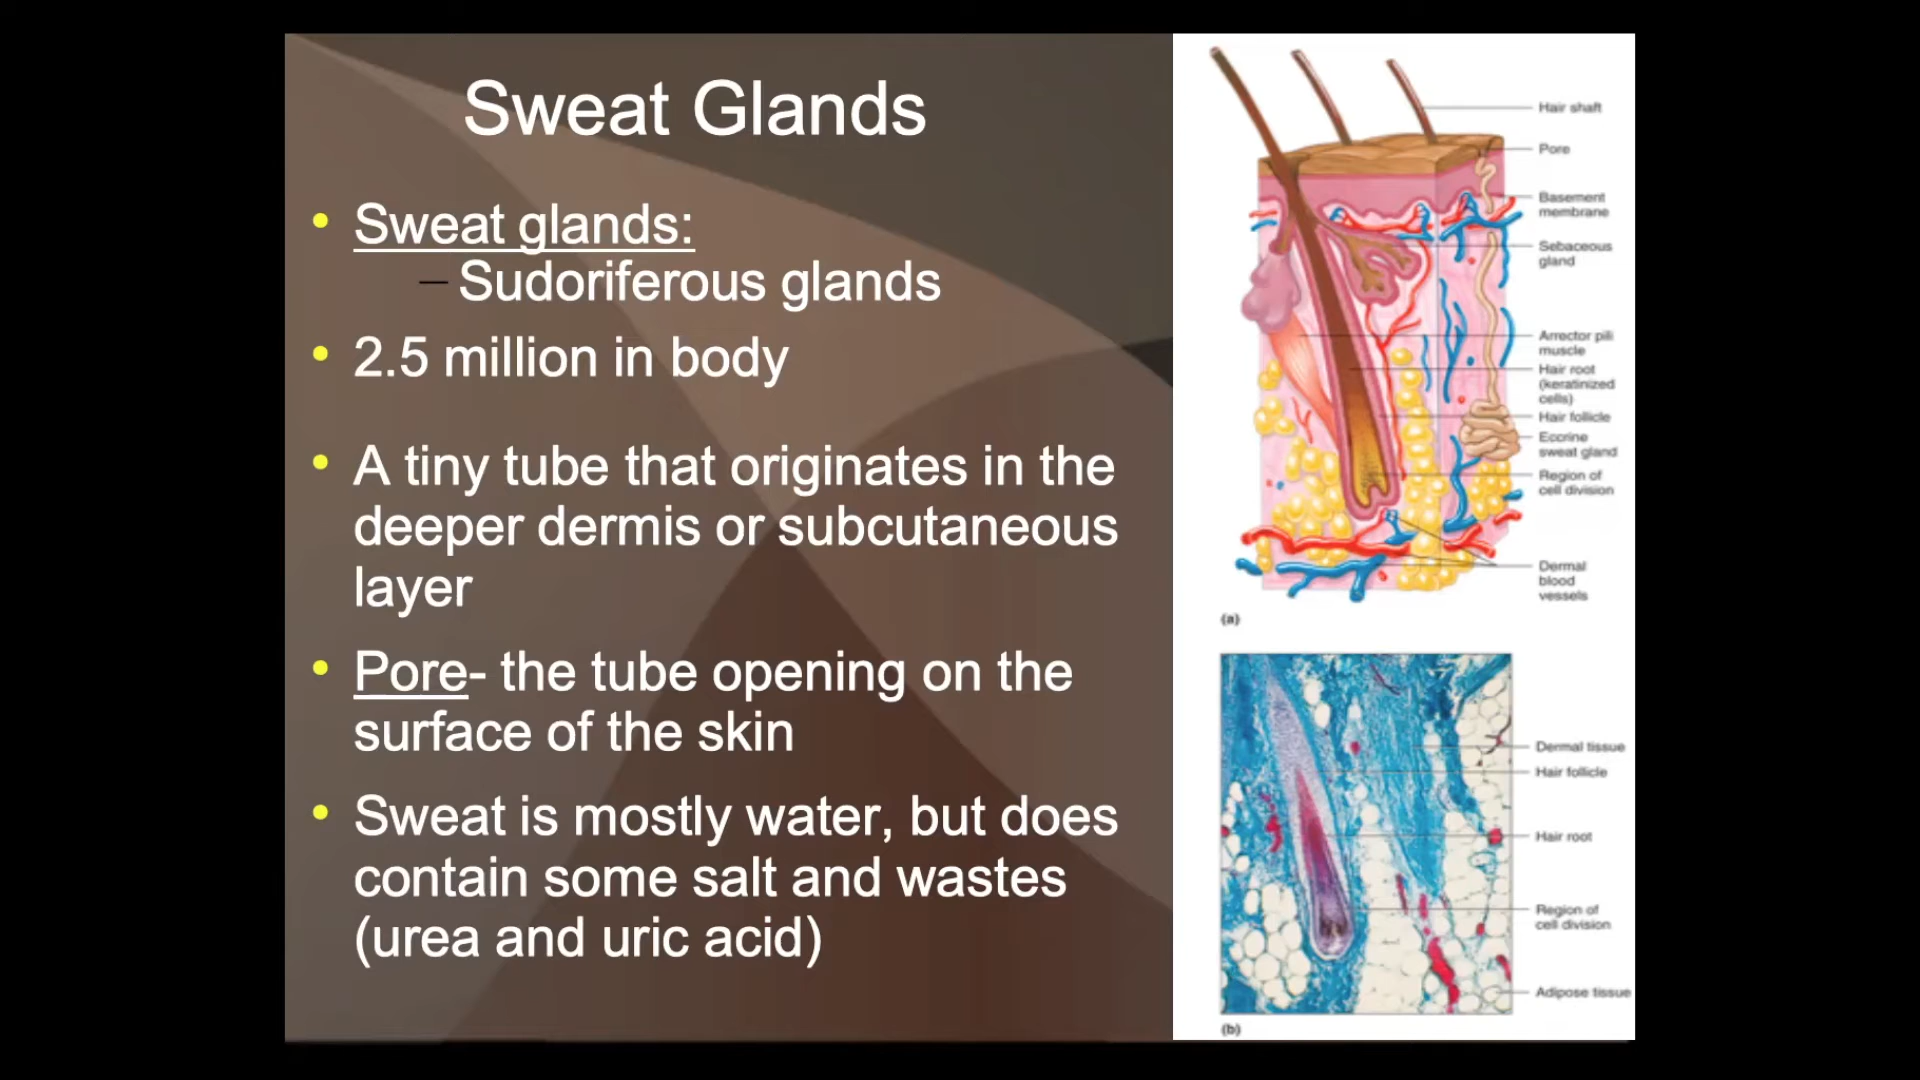 Sweat Glands
• Sweat glands:
– Sudoriferous glands
• 2.5 million in body
• A tiny tube that originates in the
deeper dermis or subcutaneous
layer
• Pore- the tube opening on the
surface of the skin
• Sweat is mostly water, but does
contain some salt and wastes
(urea and uric acid)
Hair shaft
Pore
Basement
membrane
Sebaceous
gland
Arrector pili
muscle
Hair root
(keratinized
cells)
Hair follicle
Eccrine
sweat gland
Region of
cell division
Dermal
blood
vessels
(a)
Dermal tissue
Hair follicle
Hair root
Region of
cell division
Adipose tissue
(b)